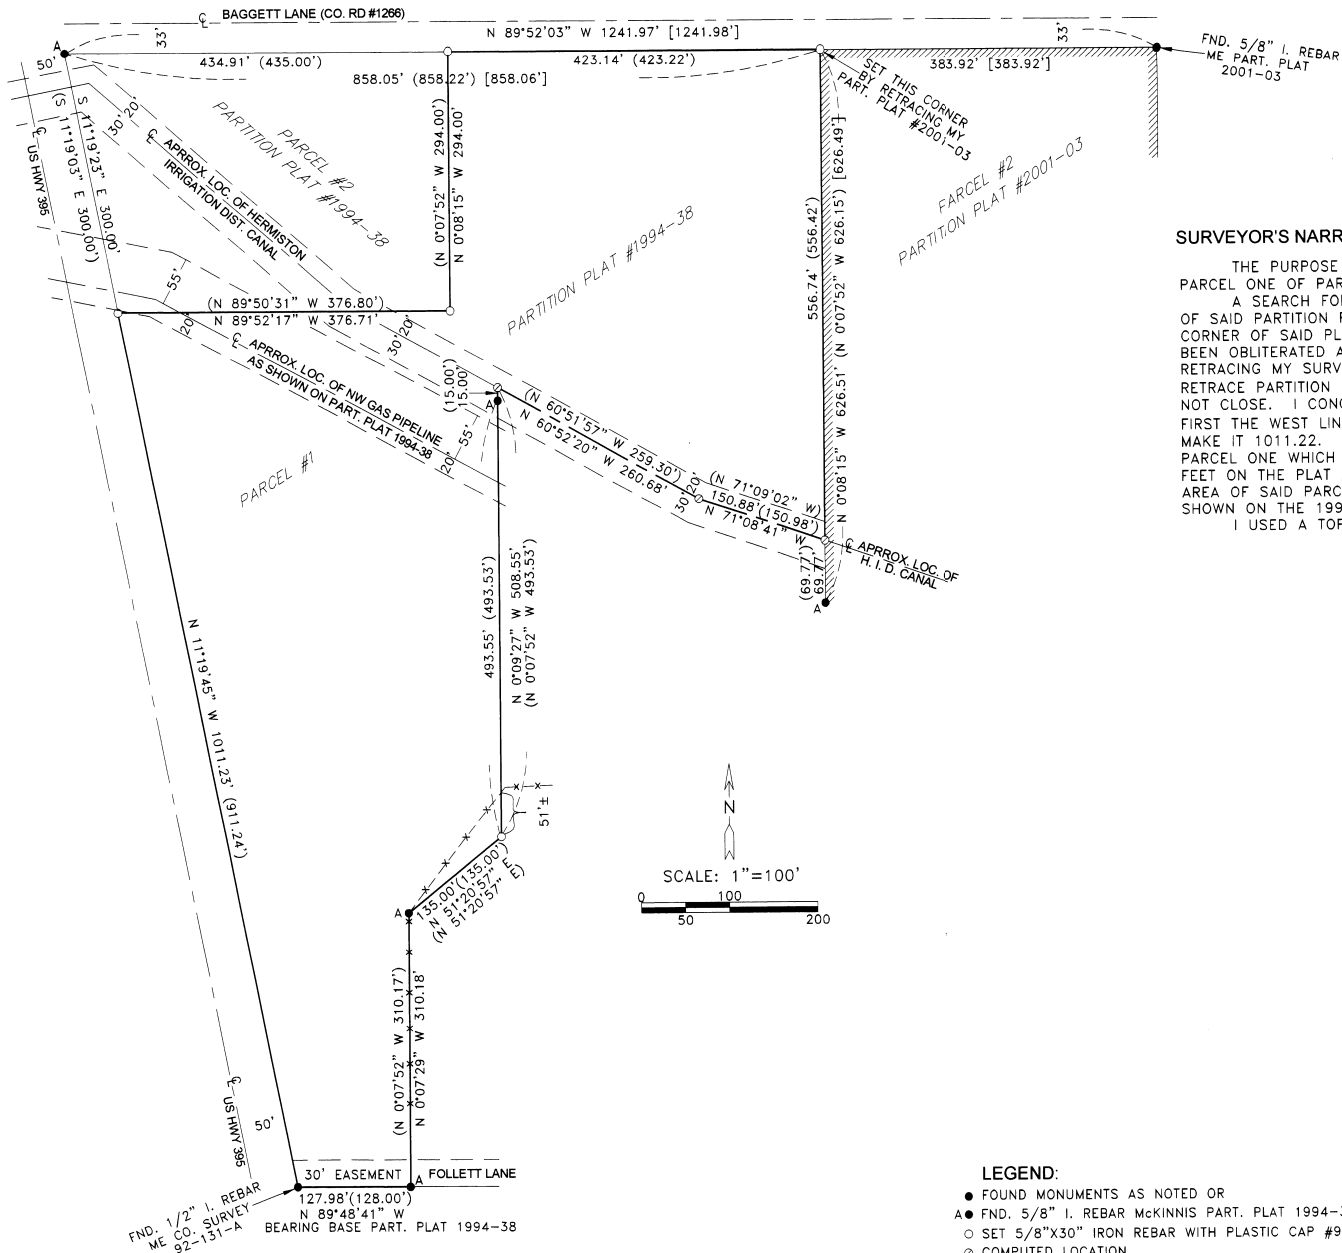 ℄ BAGGETT LANE (CO. RD #1266)
N 89°52'03" W 1241.97' [1241.98']
33'
33'
A
50'
434.91' (435.00')
423.14' (423.22')
383.92' [383.92']
858.05' (858.22') [858.06']
FND. 5/8" I. REBAR
ME PART. PLAT
2001-03
SET THIS CORNER
BY RETRACING MY
PART. PLAT #2001-03
S 11°19'23" E 300.00'
(S 11°19'03" E 300.00')
30' 20'
℄ US HWY 395
℄ APRROX. LOC. OF HERMISTON
IRRIGATION DIST. CANAL
PARCEL #2
PARTITION PLAT #1994-38
(N 0°07'52" W 294.00')
N 0°08'15" W 294.00'
PARTITION PLAT #1994-38
556.74' (556.42')
N 0°08'15" W 626.51' (N 0°07'52" W 626.15') [626.49']
FARCEL #2
PARTITION PLAT #2001-03
55'
20'
(N 89°50'31" W 376.80')
N 89°52'17" W 376.71'
℄ APRROX. LOC. OF NW GAS PIPELINE
AS SHOWN ON PART. PLAT 1994-38
30' 20'
(15.00')
15.00'
A
55'
20'
(N 60°51'57" W 259.30')
N 60°52'20" W 260.68'
30' 20'
(N 71°09'02" W)
150.88'(150.98')
N 71°08'41" W
℄ APRROX. LOC. OF
H. I. D. CANAL
(69.77')
69.77'
A
PARCEL #1
SURVEYOR'S NARR
THE PURPOSE
PARCEL ONE OF PAR
A SEARCH FOR
OF SAID PARTITION
CORNER OF SAID PL
BEEN OBLITERATED A
RETRACING MY SURV
RETRACE PARTITION
NOT CLOSE. I CONC
FIRST THE WEST LIN
MAKE IT 1011.22.
PARCEL ONE WHICH
FEET ON THE PLAT
AREA OF SAID PARC
SHOWN ON THE 199
I USED A TOP
493.55' (493.53')
N 0°09'27" W 508.55'
(N 0°07'52" W 493.53')
N 11°19'45" W 1011.23' (911.24')
51'±
135.00'(135.00')
N 51°20'57" E
(N 51°20'57" E)
A
N
SCALE: 1"=100'
0 100
50 200
(N 0°07'52" W 310.17')
N 0°07'29" W 310.18'
℄ US HWY 395
50'
30' EASEMENT
A FOLLETT LANE
127.98'(128.00')
N 89°48'41" W
BEARING BASE PART. PLAT 1994-38
FND. 1/2" I. REBAR
ME CO. SURVEY
92-131-A
LEGEND:
● FOUND MONUMENTS AS NOTED OR
A● FND. 5/8" I. REBAR McKINNIS PART. PLAT 1994-3
○ SET 5/8"X30" IRON REBAR WITH PLASTIC CAP #9
⊘ COMPUTED LOCATION